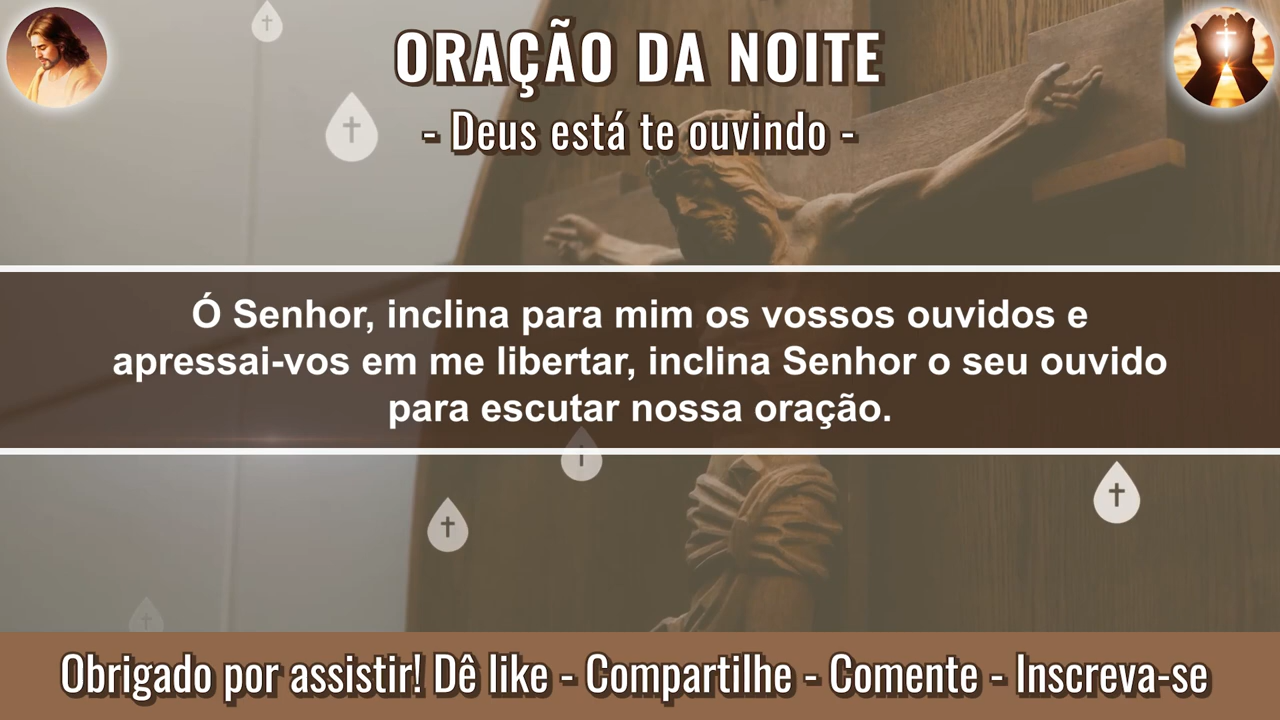 ORAÇÃO DA NOITE
- Deus está te ouvindo -
Ó Senhor, inclina para mim os vossos ouvidos e
apressai-vos em me libertar, inclina Senhor o seu ouvido
para escutar nossa oração.
Obrigado por assistir! Dê like - Compartilhe - Comente - Inscreva-se